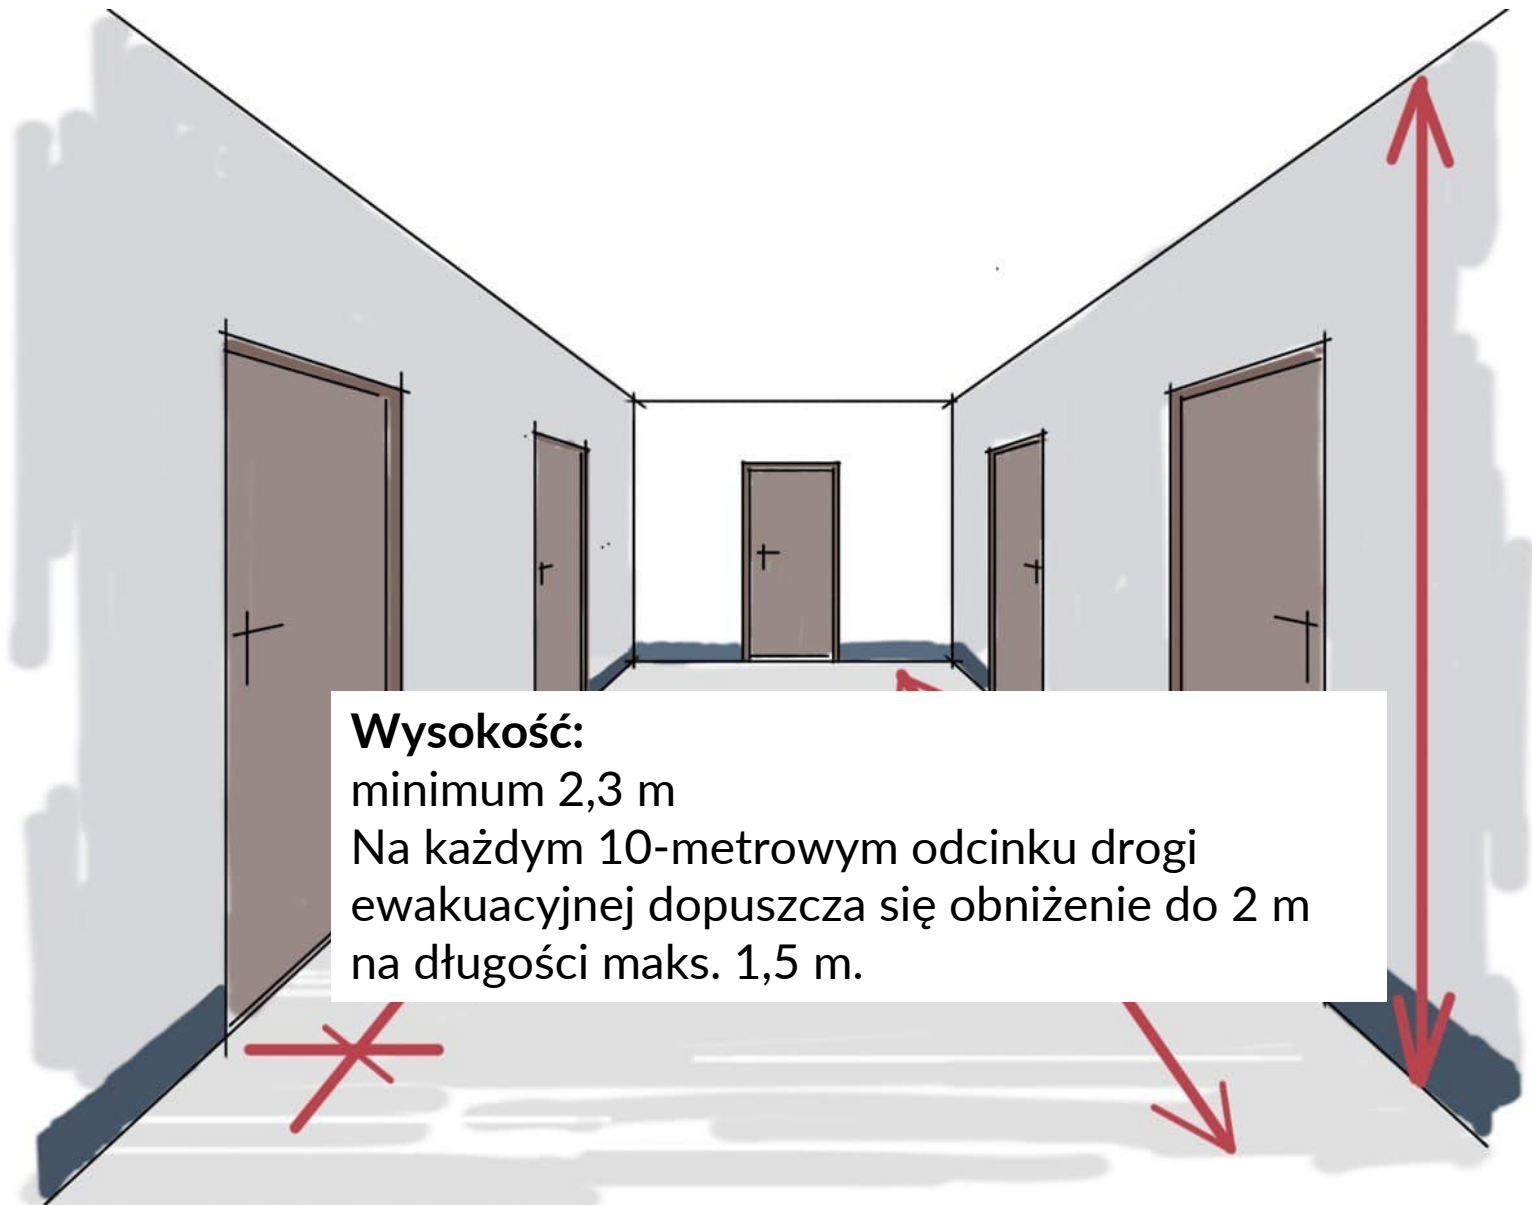 Wysokość:
minimum 2,3 m
Na każdym 10-metrowym odcinku drogi
ewakuacyjnej dopuszcza się obniżenie do 2 m
na długości maks. 1,5 m.